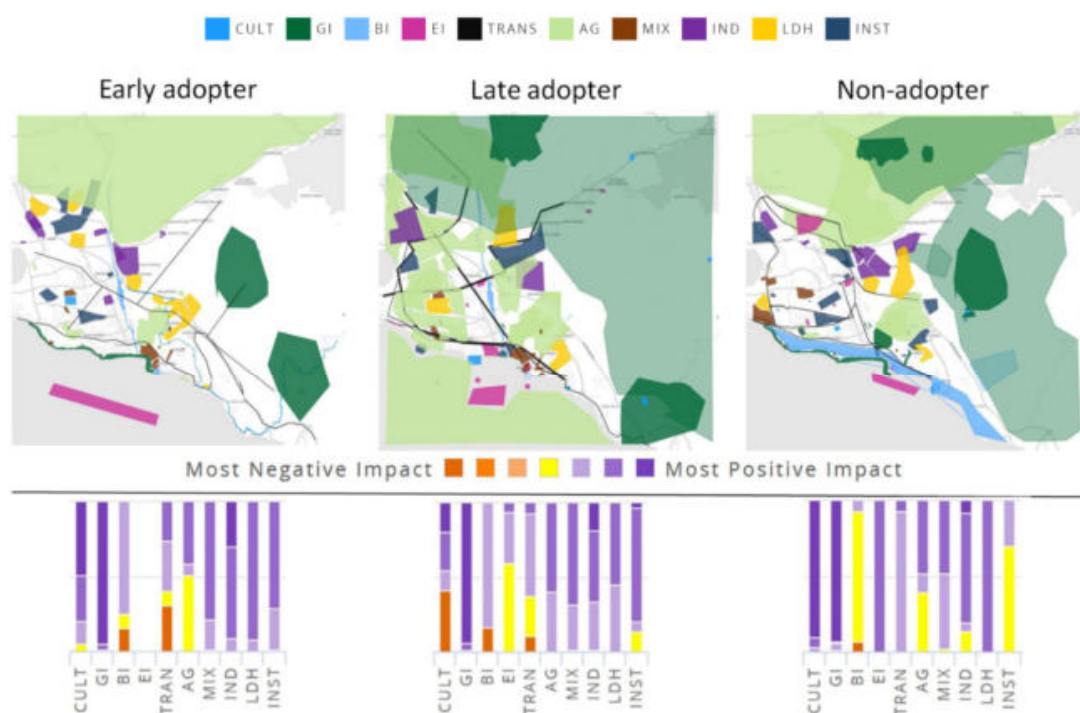 CULT GI BI EI TRANS AG MIX IND LDH INST
Early adopter Late adopter Non-adopter
Most Negative Impact Most Positive Impact
CULT GI BI EI TRAN AG MIX IND LDH INST CULT GI BI EI TRAN AG MIX IND LDH INST CULT GI BI EI TRAN AG MIX IND LDH INST